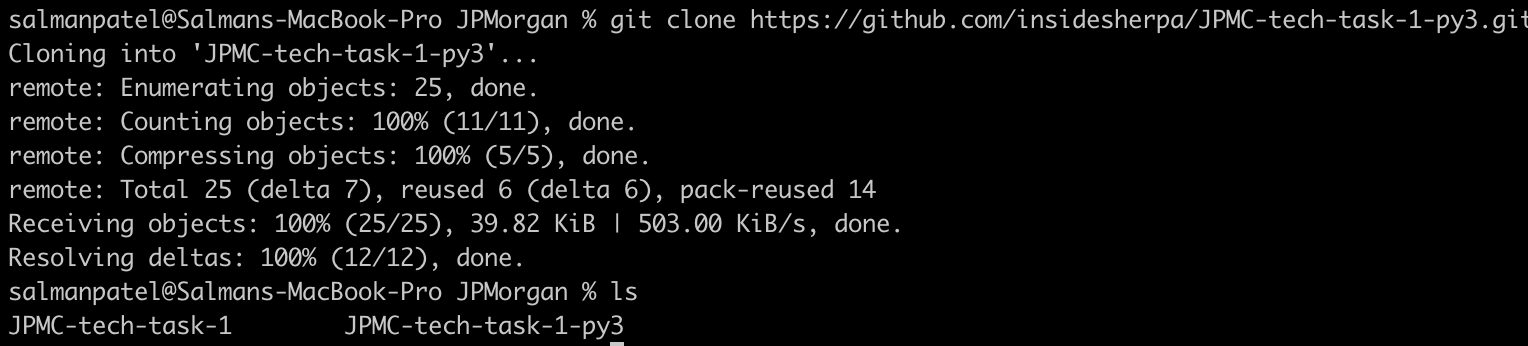 salmanpatel@Salmans-MacBook-Pro JPMorgan % git clone https://github.com/insidesherpa/JPMC-tech-task-1-py3.git
Cloning into 'JPMC-tech-task-1-py3'...
remote: Enumerating objects: 25, done.
remote: Counting objects: 100% (11/11), done.
remote: Compressing objects: 100% (5/5), done.
remote: Total 25 (delta 7), reused 6 (delta 6), pack-reused 14
Receiving objects: 100% (25/25), 39.82 KiB | 503.00 KiB/s, done.
Resolving deltas: 100% (12/12), done.
salmanpatel@Salmans-MacBook-Pro JPMorgan % ls
JPMC-tech-task-1        JPMC-tech-task-1-py3